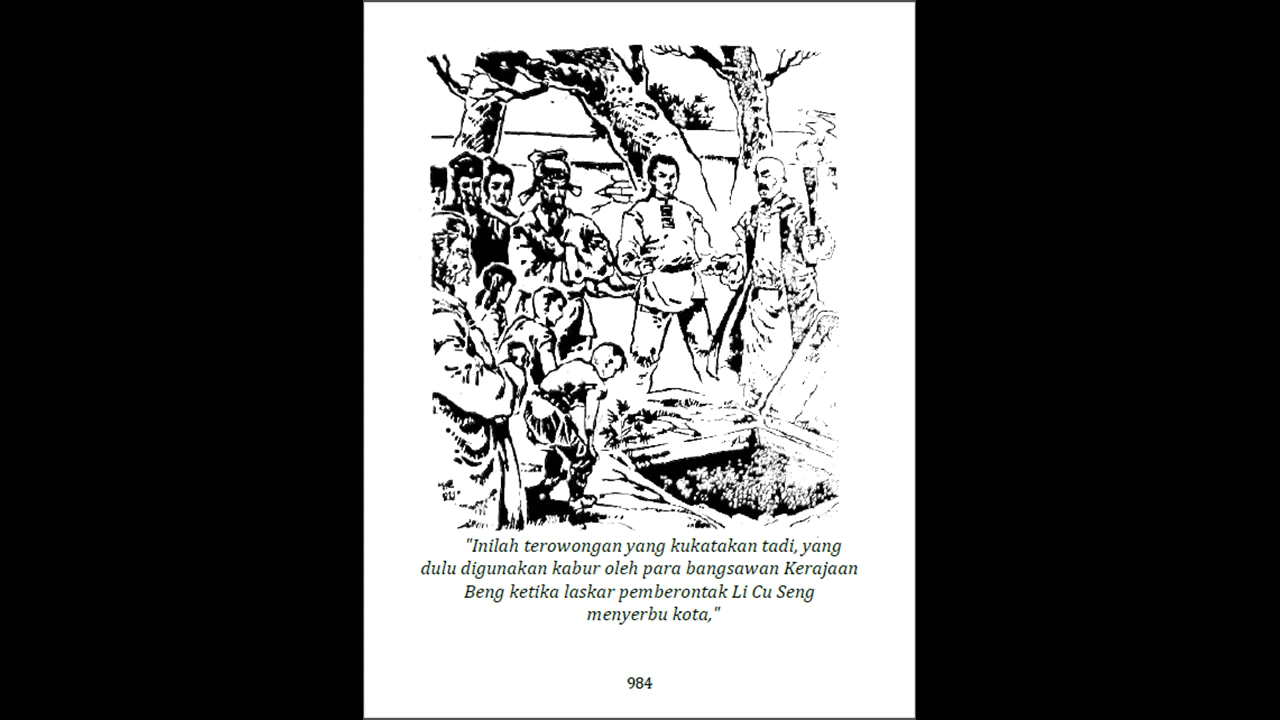 "Inilah terowongan yang kukatakan tadi, yang
dulu digunakan kabur oleh para bangsawan Kerajaan
Beng ketika laskar pemberontak Li Cu Seng
menyerbu kota,"
984